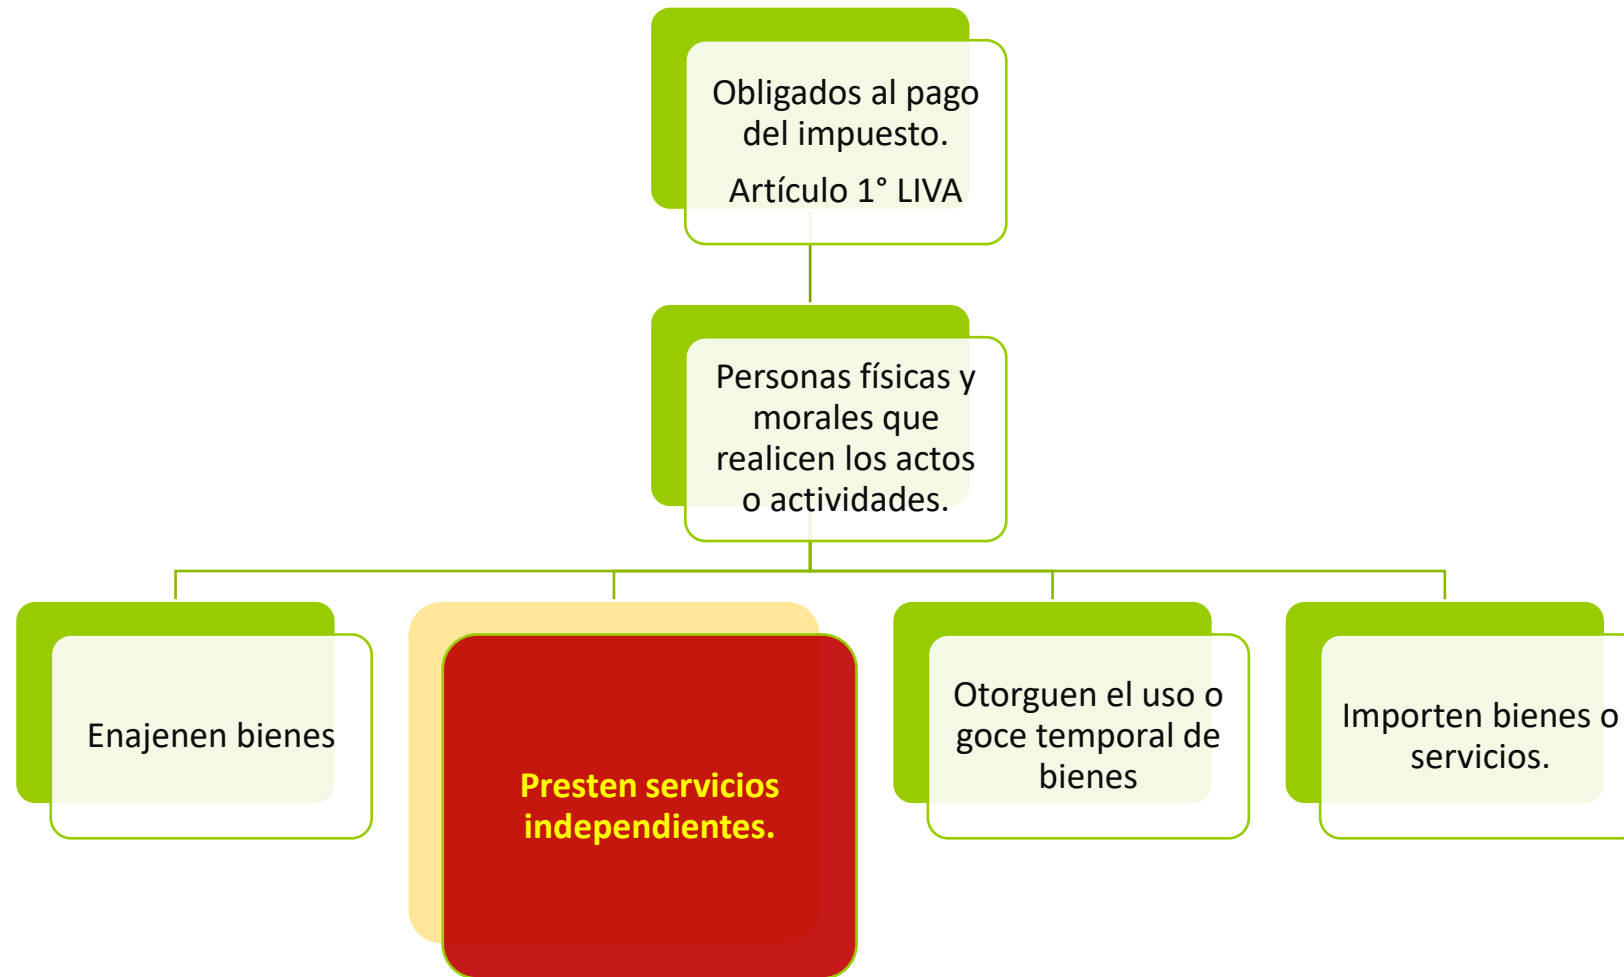 Obligados al pago
del impuesto.
Artículo 1° LIVA
Personas físicas y
morales que
realicen los actos
o actividades.
Enajenen bienes
Presten servicios
independientes.
Otorguen el uso o
goce temporal de
bienes
Importen bienes o
servicios.